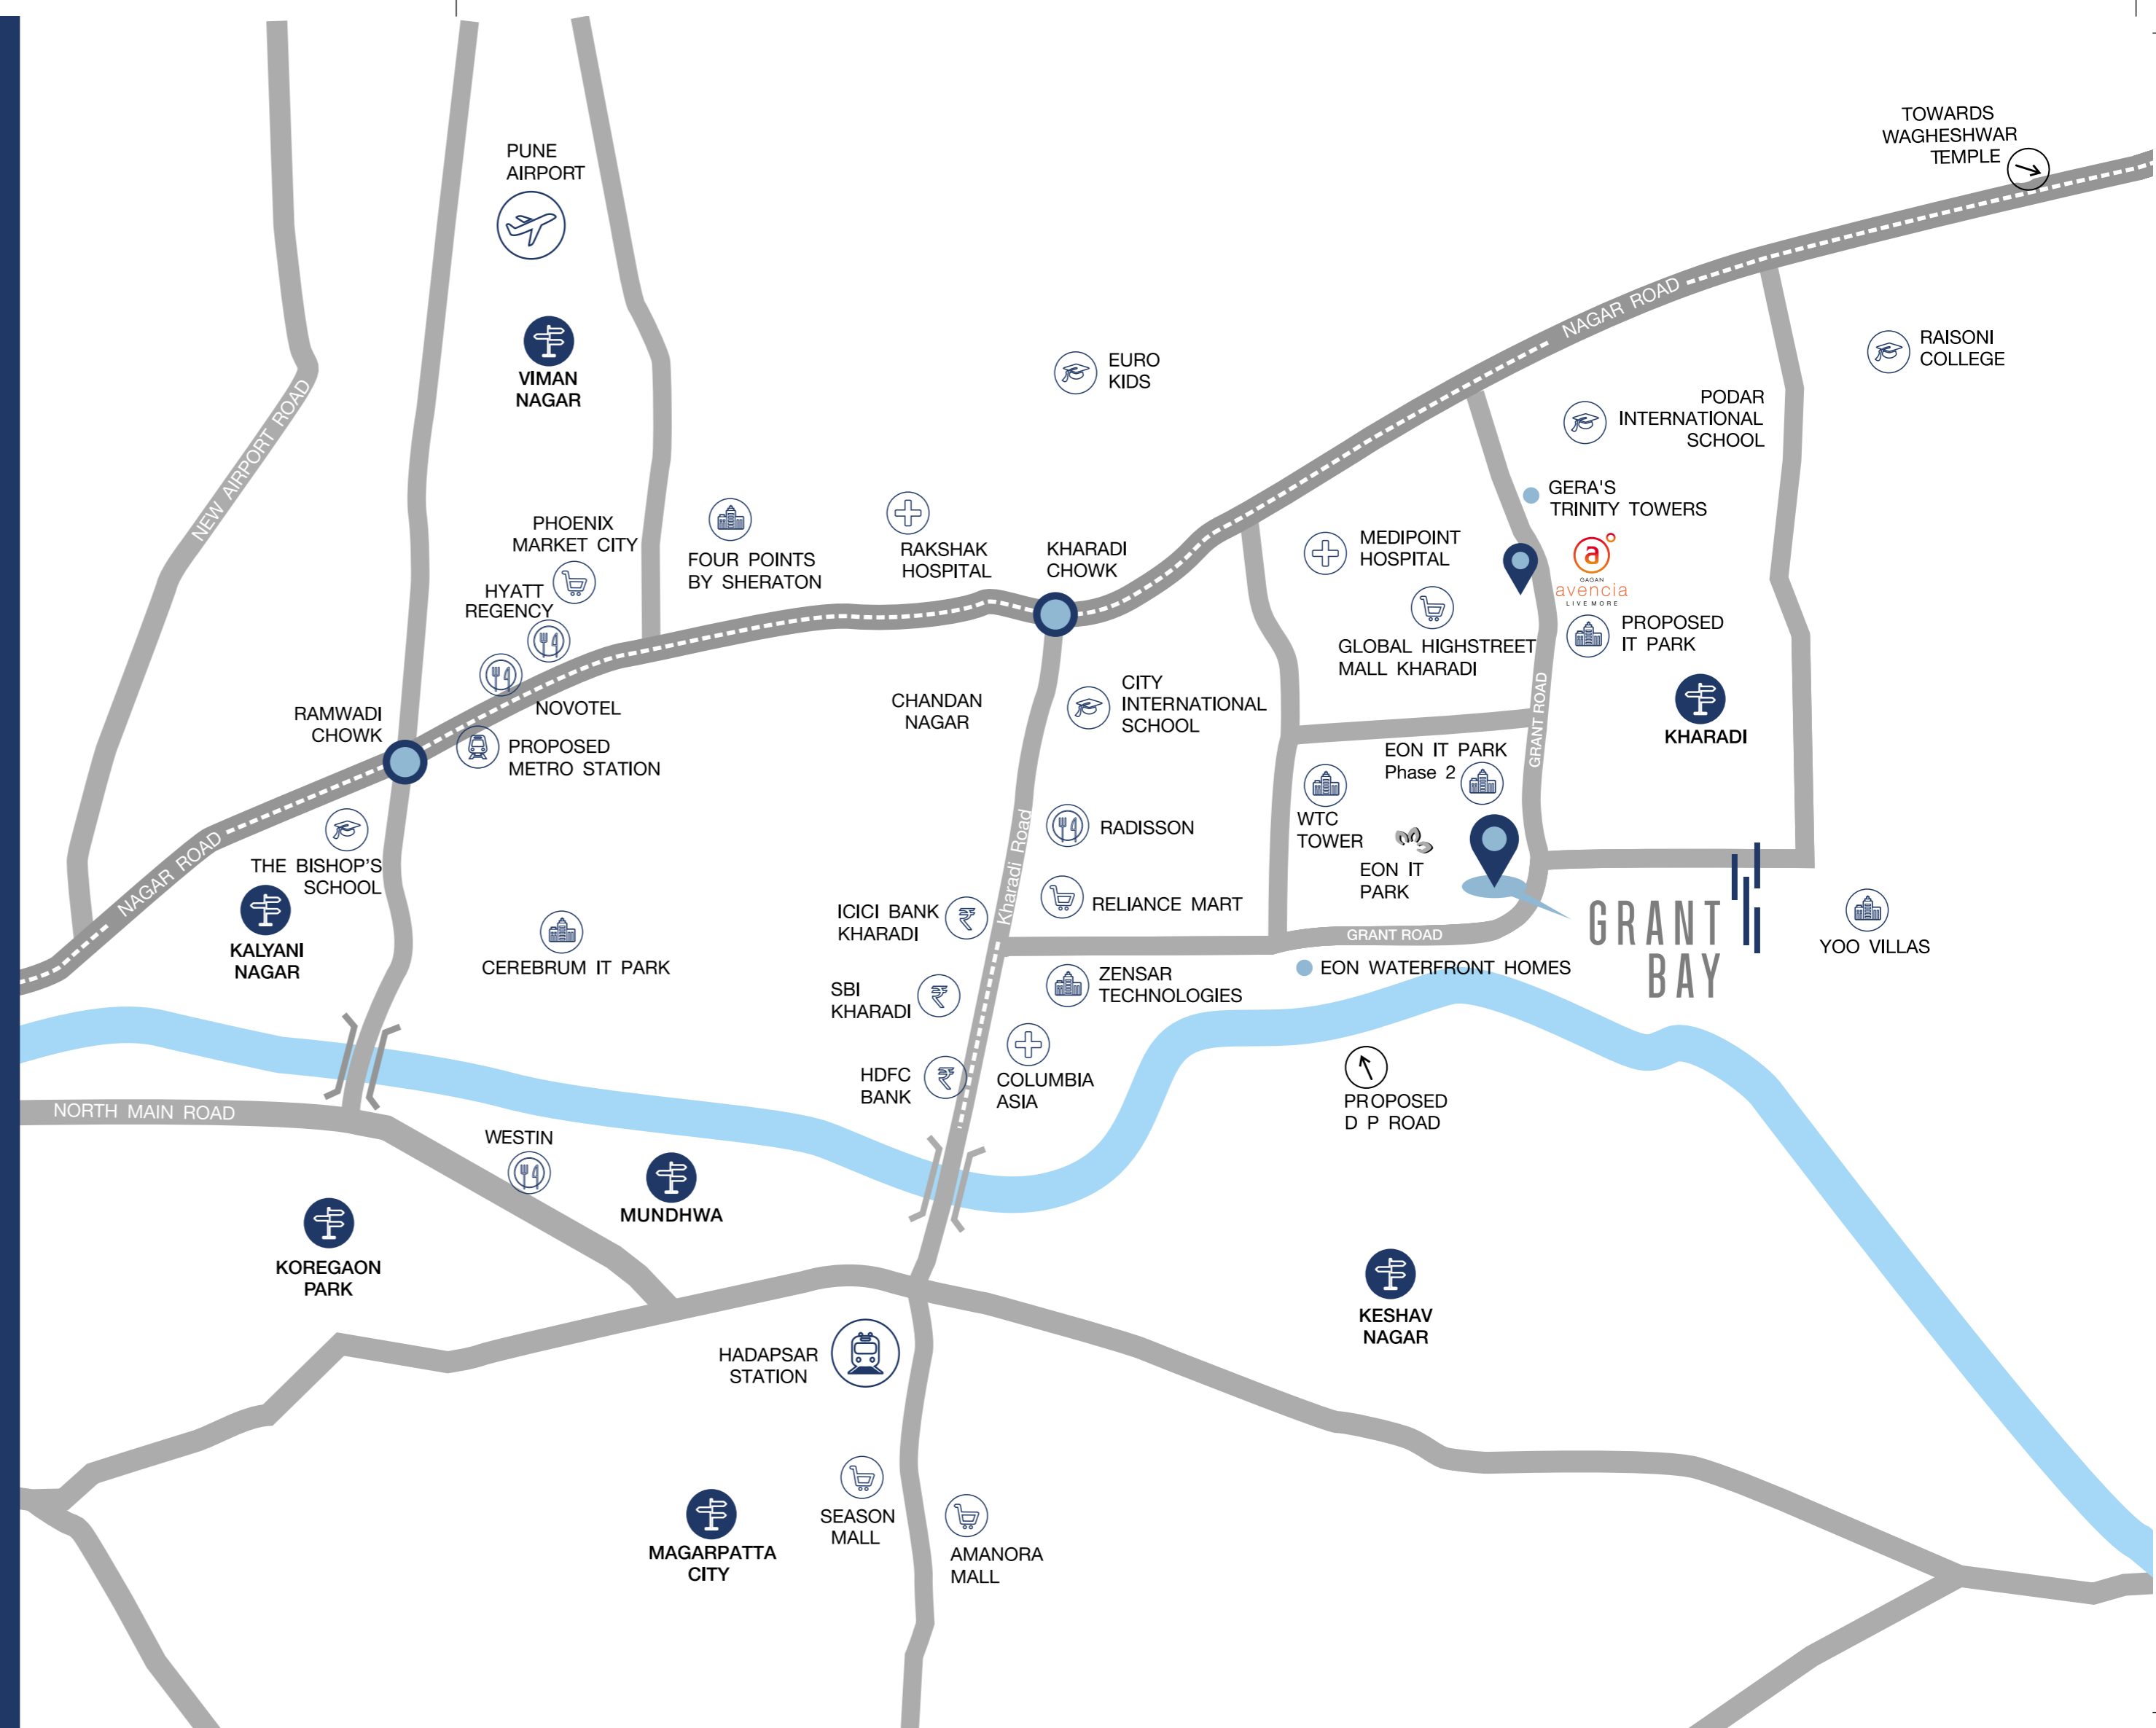 TOWARDS
WAGHESHWAR
TEMPLE
PUNE
AIRPORT
NAGAR ROAD
RAISONI
COLLEGE
VIMAN
NAGAR
EURO
KIDS
PODAR
INTERNATIONAL
SCHOOL
NEW AIRPORT ROAD
GERA'S
TRINITY TOWERS
PHOENIX
MARKET CITY
FOUR POINTS
BY SHERATON
RAKSHAK
HOSPITAL
KHARADI
CHOWK
MEDIPOINT
HOSPITAL
a
GAGAN
avencia
LIVE MORE
HYATT
REGENCY
GLOBAL HIGHSTREET
MALL KHARADI
PROPOSED
IT PARK
NOVOTEL
RAMWADI
CHOWK
CHANDAN
NAGAR
CITY
INTERNATIONAL
SCHOOL
GRANT ROAD
KHARADI
PROPOSED
METRO STATION
EON IT PARK
Phase 2
WTC
TOWER
EON IT
PARK
RADISSON
Kharadi Road
NAGAR ROAD
THE BISHOP'S
SCHOOL
KALYANI
NAGAR
CEREBRUM IT PARK
ICICI BANK
KHARADI
RELIANCE MART
GRANT ROAD
GRANT
BAY
YOO VILLAS
EON WATERFRONT HOMES
SBI
KHARADI
ZENSAR
TECHNOLOGIES
HDFC
BANK
COLUMBIA
ASIA
PROPOSED
D P ROAD
NORTH MAIN ROAD
WESTIN
MUNDHWA
KOREGAON
PARK
KESHAV
NAGAR
HADAPSAR
STATION
SEASON
MALL
MAGARPATTA
CITY
AMANORA
MALL